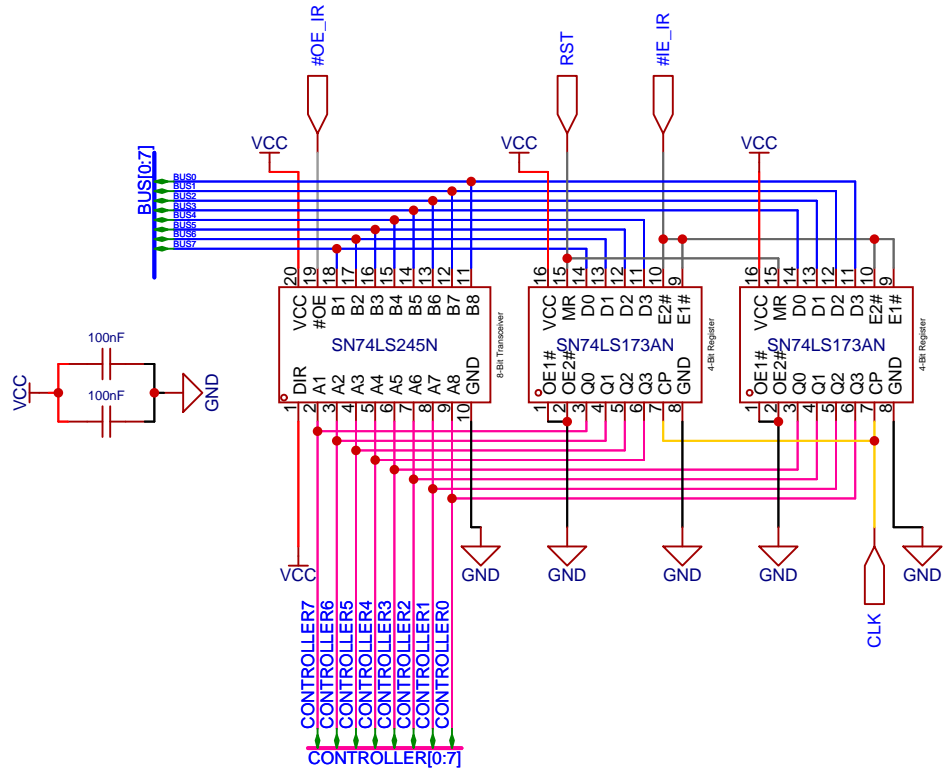 #OE_IR
RST
#IE_IR
VCC
VCC
VCC
BUS[0:7]
BUS0
BUS1
BUS2
BUS3
BUS4
BUS5
BUS6
BUS7
20 19 18 17 16 15 14 13 12 11
VCC #OE B1 B2 B3 B4 B5 B6 B7 B8
SN74LS245N
DIR A1 A2 A3 A4 A5 A6 A7 A8 GND
1 2 3 4 5 6 7 8 9 10
8-Bit Transceiver
16 15 14 13 12 11 10 9
VCC MR D0 D1 D2 D3 E2# E1#
SN74LS173AN
OE1# OE2# Q0 Q1 Q2 Q3 CP GND
1 2 3 4 5 6 7 8
4-Bit Register
16 15 14 13 12 11 10 9
VCC MR D0 D1 D2 D3 E2# E1#
SN74LS173AN
OE1# OE2# Q0 Q1 Q2 Q3 CP GND
1 2 3 4 5 6 7 8
4-Bit Register
100nF
VCC
GND
100nF
VCC
GND
GND
GND
GND
GND
CLK
CONTROLLER7
CONTROLLER6
CONTROLLER5
CONTROLLER4
CONTROLLER3
CONTROLLER2
CONTROLLER1
CONTROLLER0
CONTROLLER[0:7]